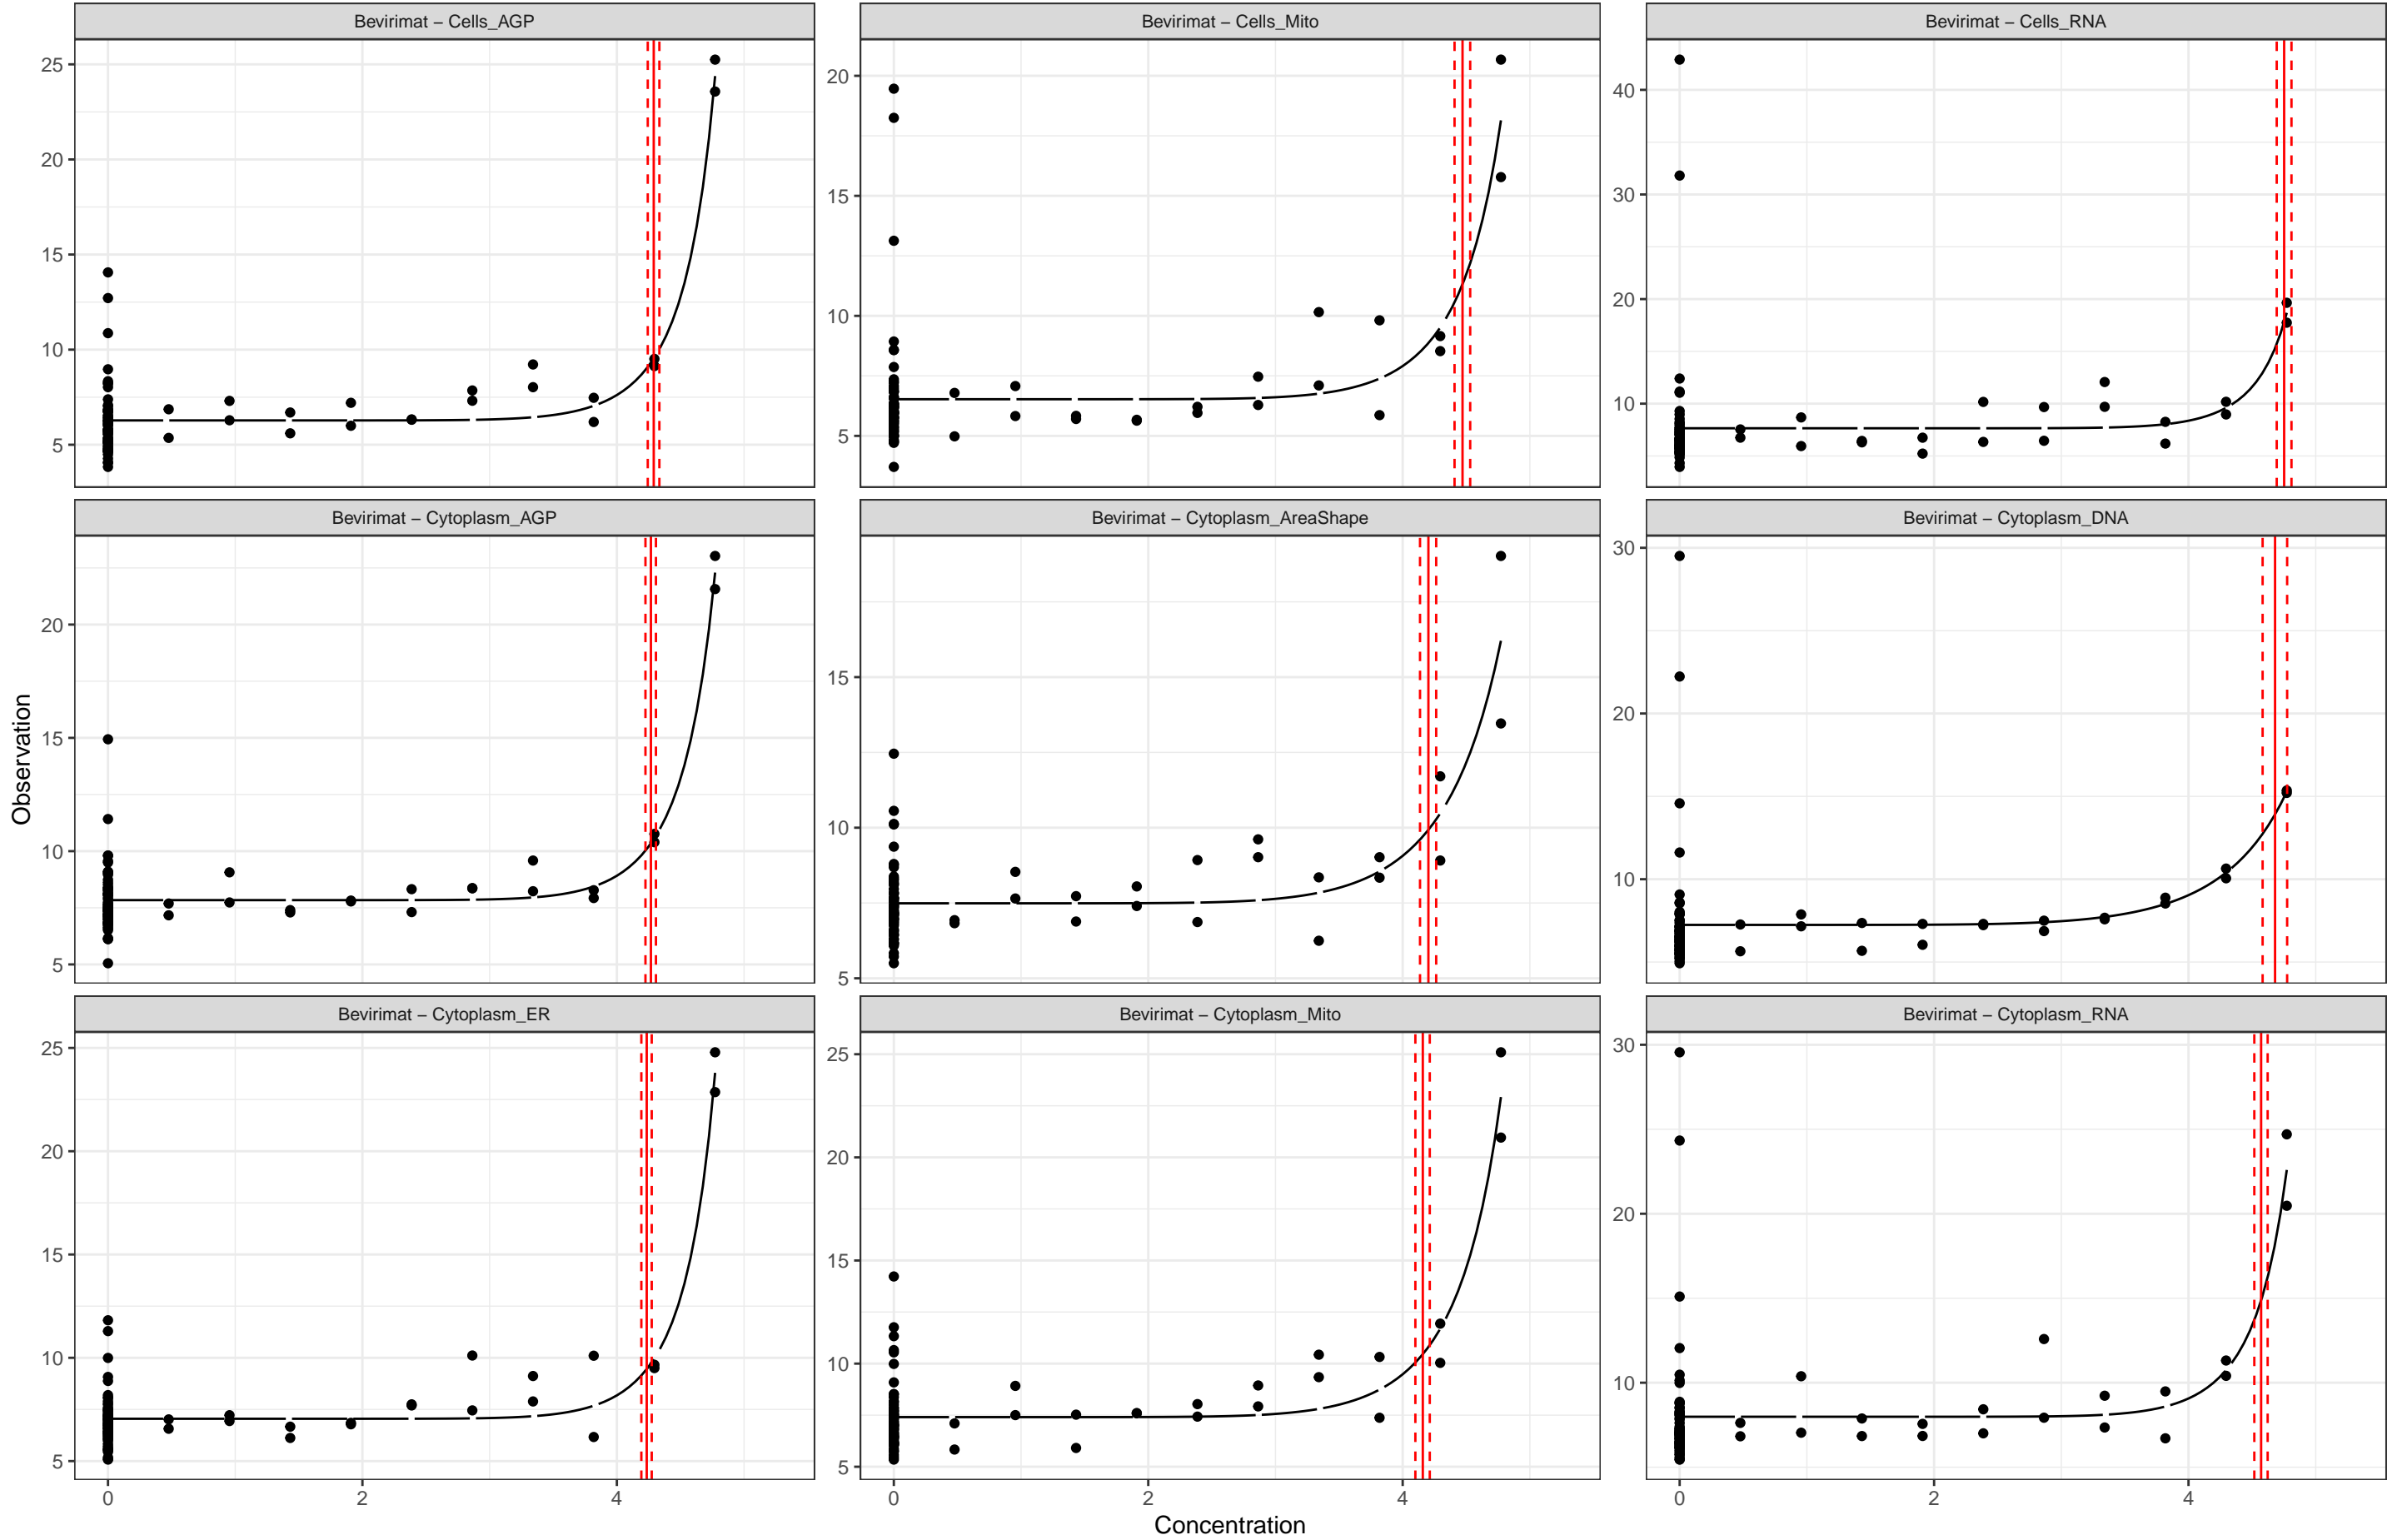 Bevirimat – Cells_AGP
Bevirimat – Cells_Mito
Bevirimat – Cells_RNA
25
20
15
10
5
20
15
10
5
40
30
20
10
Bevirimat – Cytoplasm_AGP
Bevirimat – Cytoplasm_AreaShape
Bevirimat – Cytoplasm_DNA
20
15
10
5
15
10
5
30
20
10
Observation
Bevirimat – Cytoplasm_ER
Bevirimat – Cytoplasm_Mito
Bevirimat – Cytoplasm_RNA
25
20
15
10
5
25
20
15
10
5
30
20
10
0 2 4
0 2 4
0 2 4
Concentration